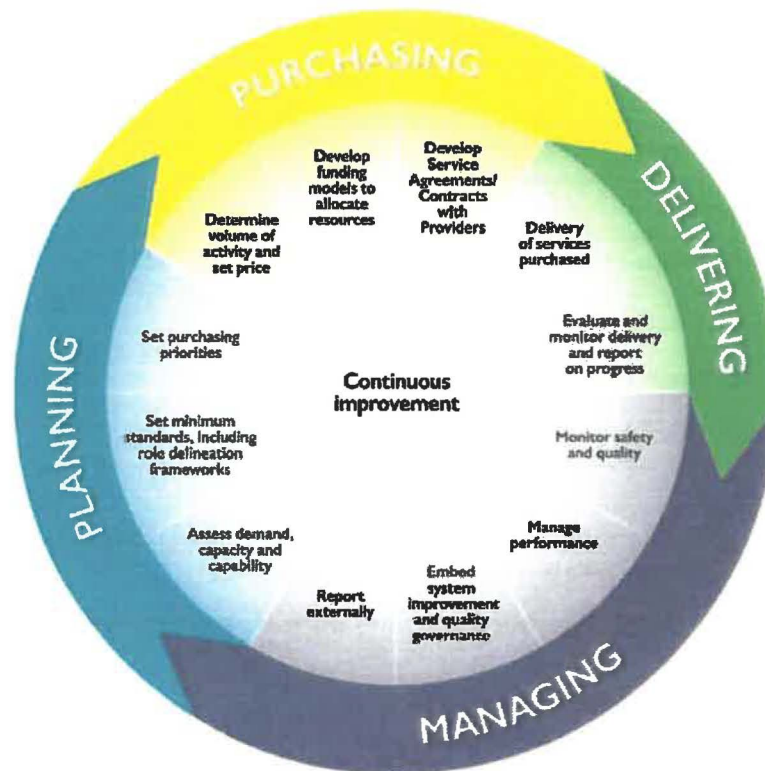 PURCHASING
Develop
funding
models to
allocate
resources
Develop
Service
Agreements/
Contracts
with
Providers
Determine
volume of
activity and
set price
Delivery
of services
purchased
DELIVERING
Evaluate and
monitor delivery
and report
on progress
Monitor safety
and quality
Manage
performance
Embed
system
improvement
and quality
governance
Report
externally
MANAGING
Assess demand,
capacity and
capability
Set minimum
standards, including
role delineation
frameworks
Set purchasing
priorities
PLANNING
Continuous
improvement